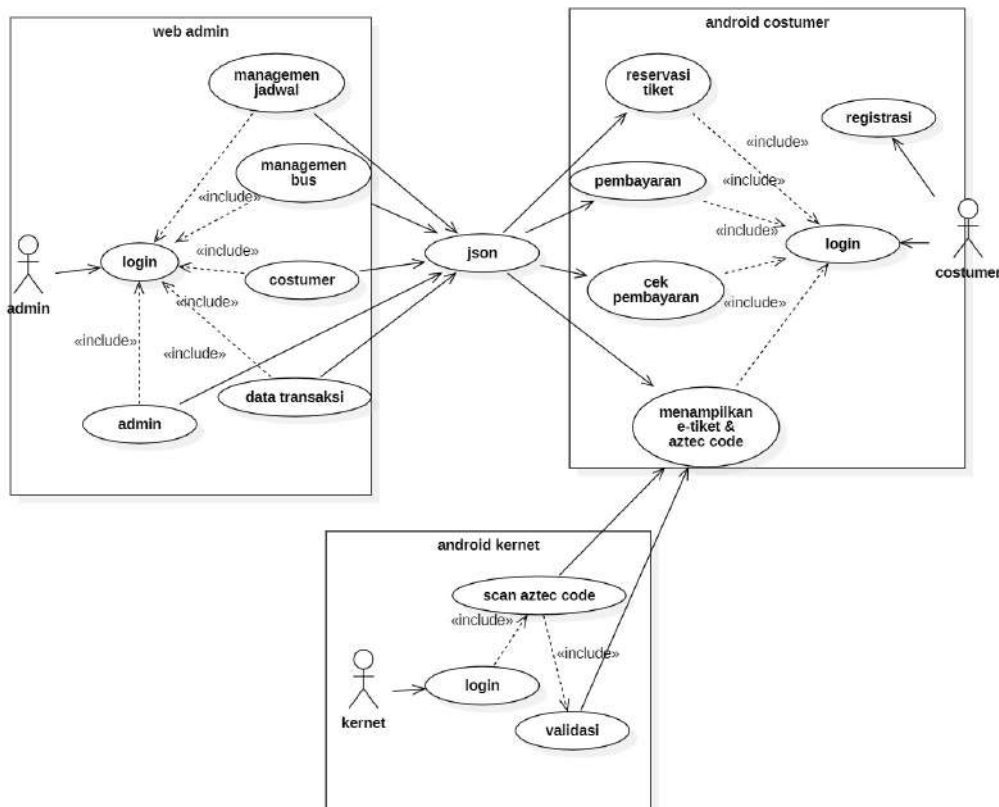 web admin
managemen
jadwal
managemen
bus
«include»
login
«include»
costumer
«include»
«include»
«include»
admin
data transaksi
admin
json
android costumer
reservasi
tiket
registrasi
«include»
pembayaran
«include»
login
costumer
cek
pembayaran
«include»
menampilkan
e-tiket &
aztec code
android kernet
scan aztec code
«include»
«include»
login
kernet
validasi